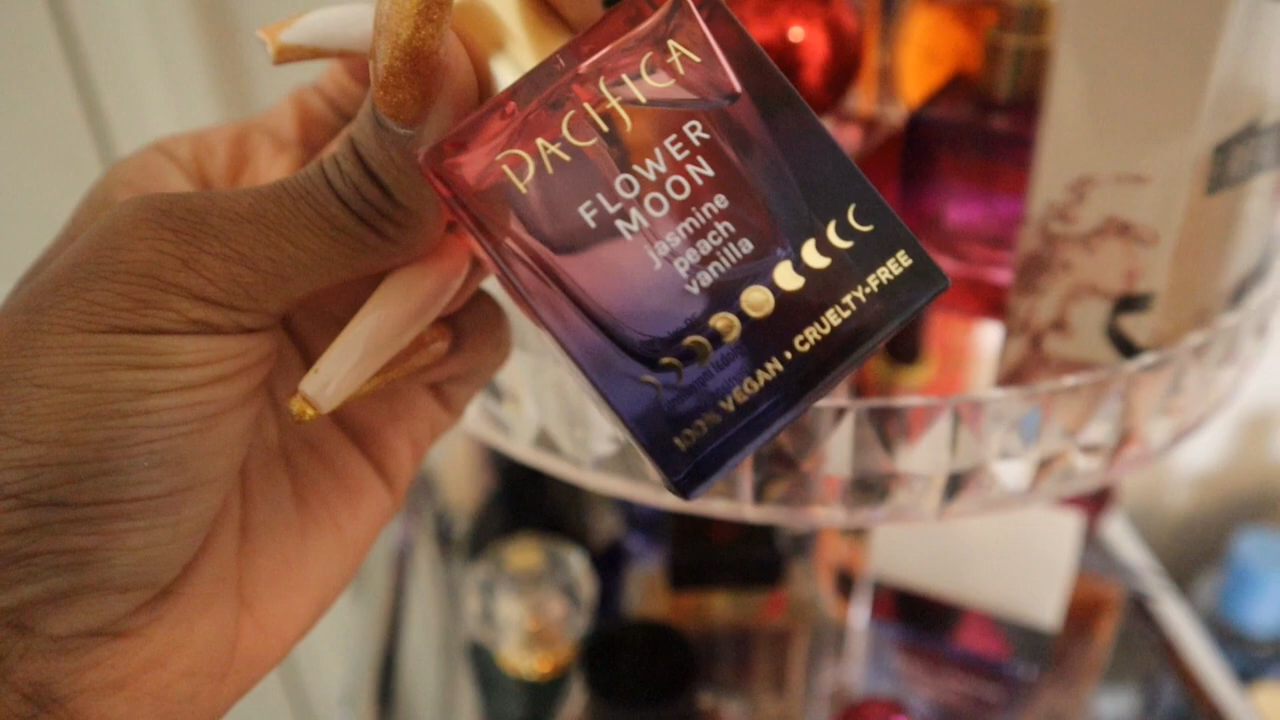 PACIFICA
FLOWER
MOON
jasmine
peach
vanilla
100% VEGAN • CRUELTY-FREE